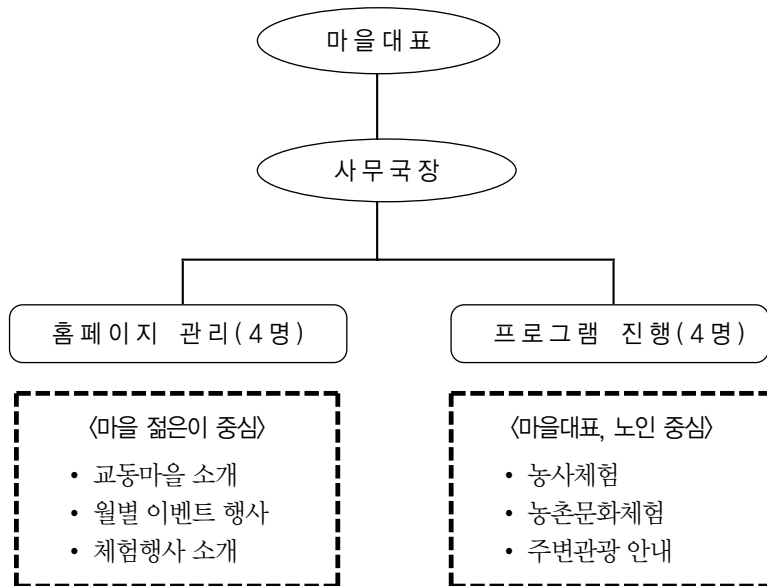 마을대표
사무국장
홈페이지 관리(4명)
프로그램 진행(4명)
〈마을 젊은이 중심〉
• 교동마을 소개
• 월별 이벤트 행사
• 체험행사 소개
〈마을대표, 노인 중심〉
• 농사체험
• 농촌문화체험
• 주변관광 안내